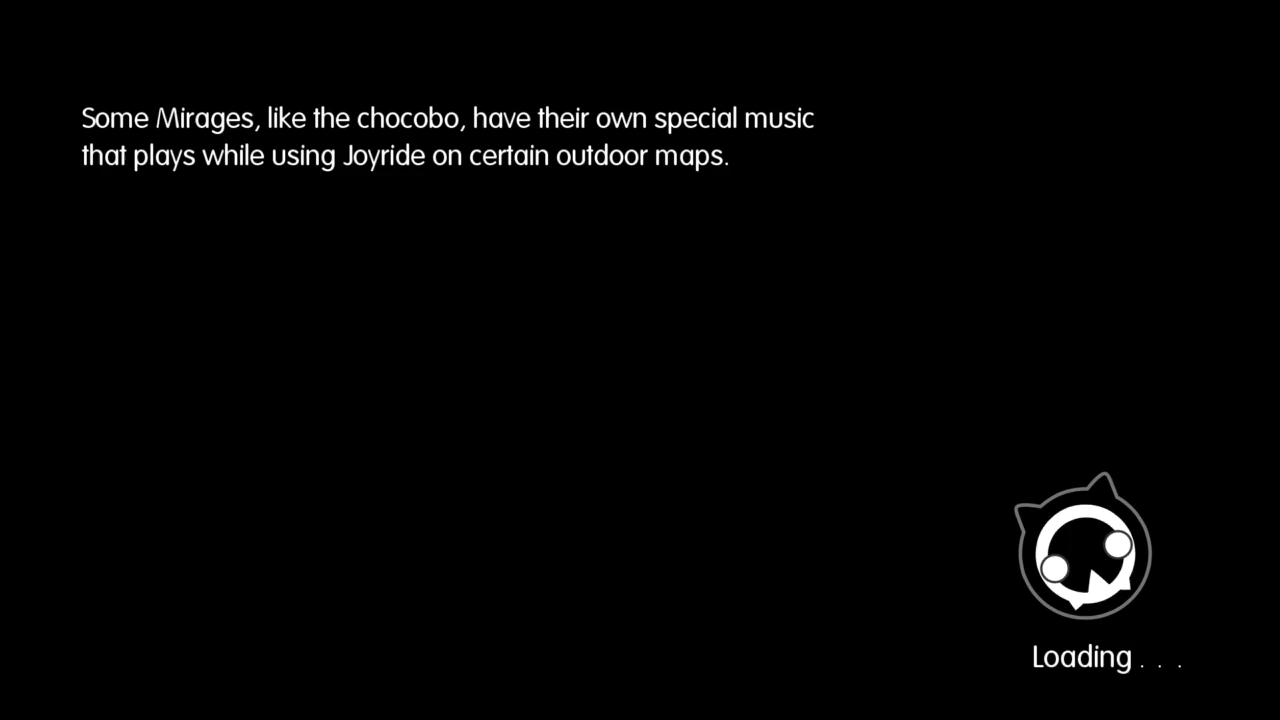 Some Mirages, like the chocobo, have their own special music
that plays while using Joyride on certain outdoor maps.
Loading . . .